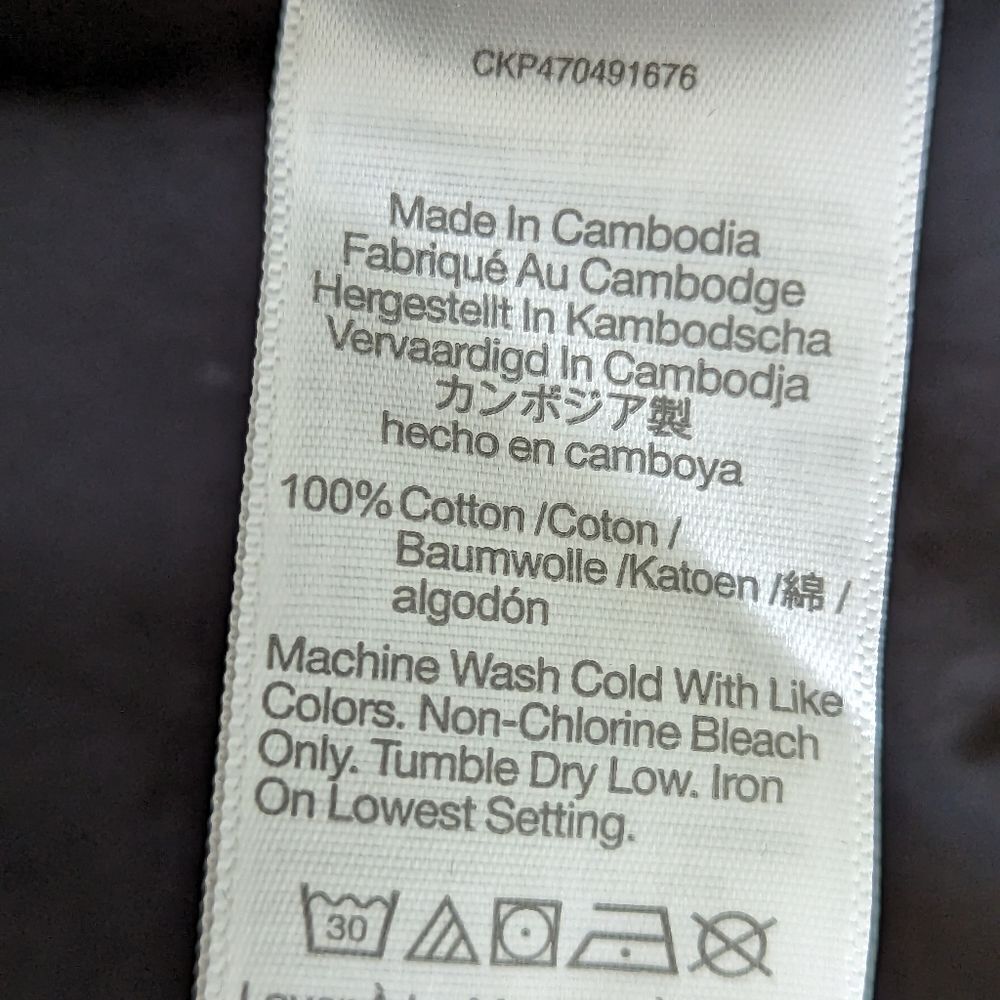 CKP470491676
Made In Cambodia
Fabriqué Au Cambodge
Hergestellt In Kambodscha
Vervaardigd In Cambodja
カンボジア製
hecho en camboya
100% Cotton /Coton /
Baumwolle /Katoen /綿 /
algodón
Machine Wash Cold With Like
Colors. Non-Chlorine Bleach
Only. Tumble Dry Low. Iron
On Lowest Setting.
30